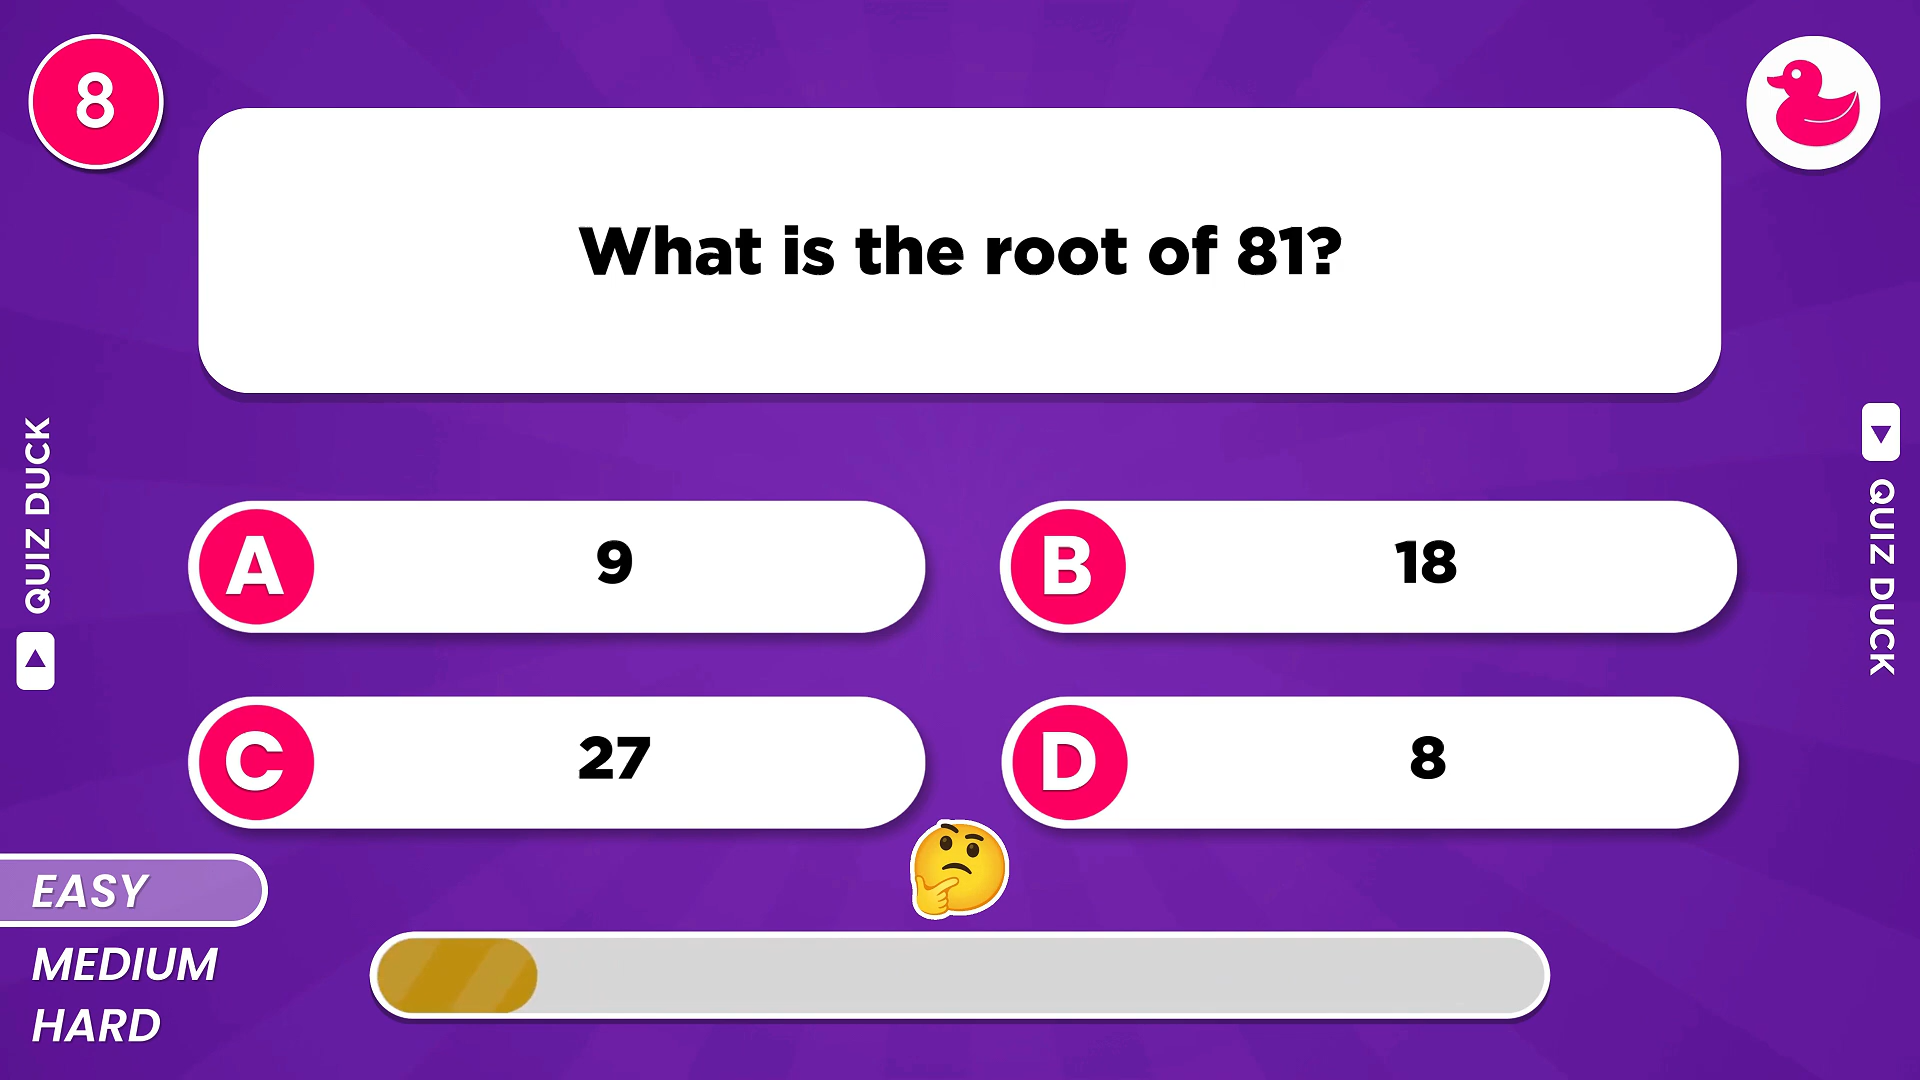 8
What is the root of 81?
QUIZ DUCK
QUIZ DUCK
A 9
B 18
C 27
D 8
EASY
MEDIUM
HARD